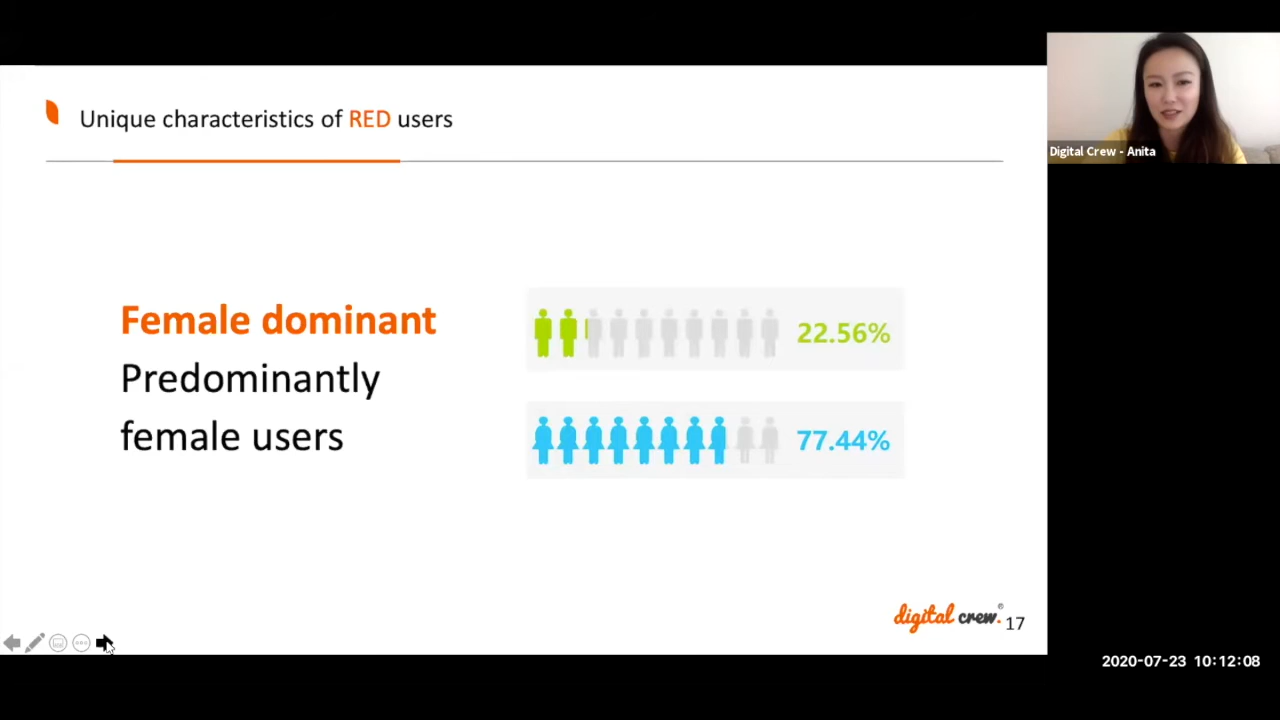 Unique characteristics of RED users
Digital Crew - Anita
Female dominant
Predominantly
female users
22.56%
77.44%
digital crew.®
17
2020-07-23 10:12:08